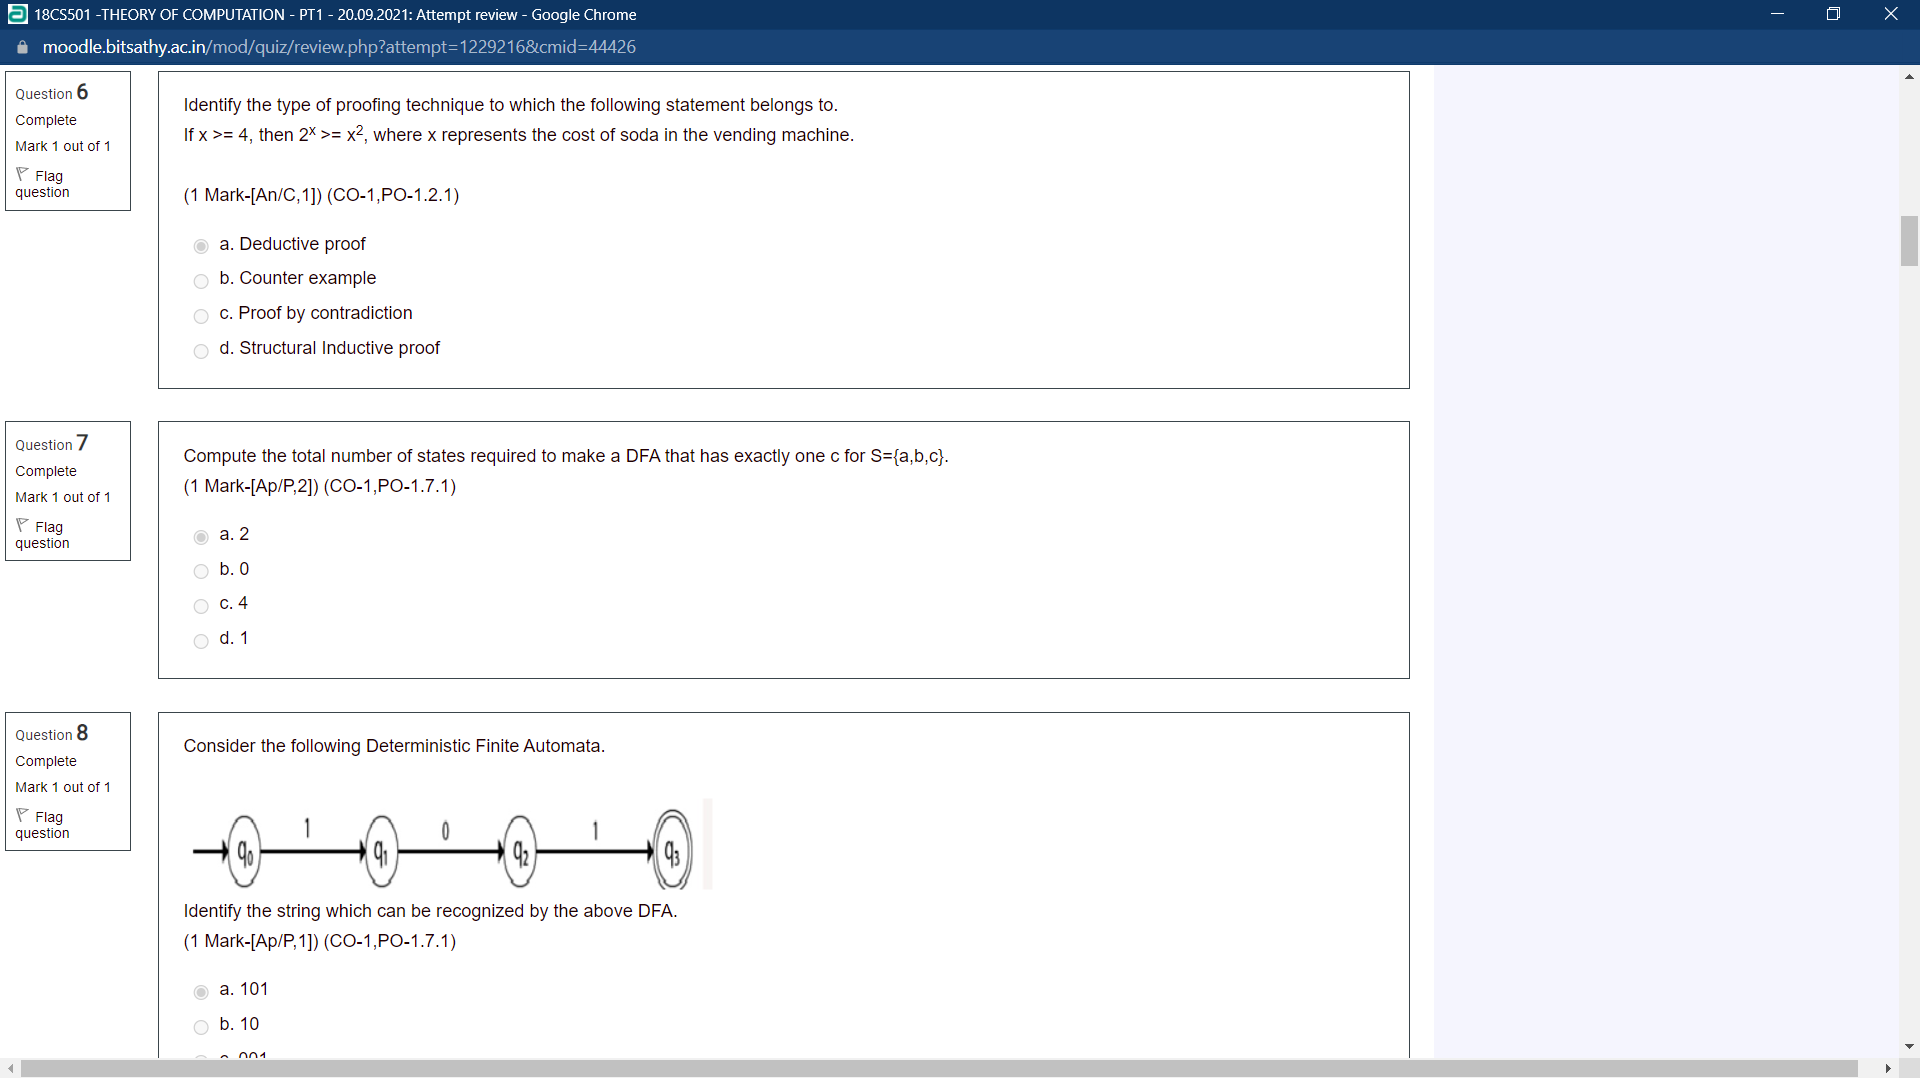 18CS501 -THEORY OF COMPUTATION - PT1 - 20.09.2021: Attempt review - Google Chrome
moodle.bitsathy.ac.in/mod/quiz/review.php?attempt=1229216&cmid=44426
Question 6
Complete
Mark 1 out of 1
Flag
question
Identify the type of proofing technique to which the following statement belongs to.
If x >= 4, then 2ˣ >= x², where x represents the cost of soda in the vending machine.
(1 Mark-[An/C,1]) (CO-1,PO-1.2.1)
a. Deductive proof
b. Counter example
c. Proof by contradiction
d. Structural Inductive proof
Question 7
Complete
Mark 1 out of 1
Flag
question
Compute the total number of states required to make a DFA that has exactly one c for S={a,b,c}.
(1 Mark-[Ap/P,2]) (CO-1,PO-1.7.1)
a. 2
b. 0
c. 4
d. 1
Question 8
Complete
Mark 1 out of 1
Flag
question
Consider the following Deterministic Finite Automata.
1 0 1
q₀ q₁ q₂ q₃
Identify the string which can be recognized by the above DFA.
(1 Mark-[Ap/P,1]) (CO-1,PO-1.7.1)
a. 101
b. 10
c. 001